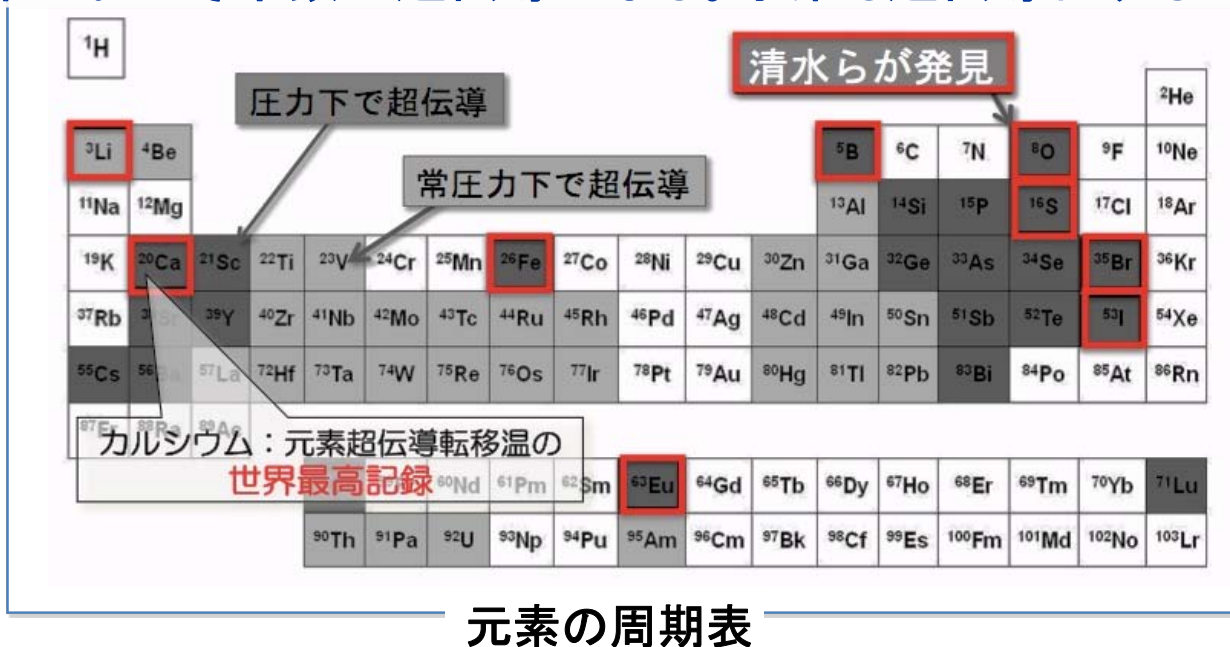 ¹H
清水らが発見
圧力下で超伝導
²He
³Li ⁴Be ⁵B ⁶C ⁷N ⁸O ⁹F ¹⁰Ne
常圧力下で超伝導
¹¹Na ¹²Mg ¹³Al ¹⁴Si ¹⁵P ¹⁶S ¹⁷Cl ¹⁸Ar
¹⁹K ²⁰Ca ²¹Sc ²²Ti ²³V ²⁴Cr ²⁵Mn ²⁶Fe ²⁷Co ²⁸Ni ²⁹Cu ³⁰Zn ³¹Ga ³²Ge ³³As ³⁴Se ³⁵Br ³⁶Kr
³⁷Rb ³⁹Y ⁴⁰Zr ⁴¹Nb ⁴²Mo ⁴³Tc ⁴⁴Ru ⁴⁵Rh ⁴⁶Pd ⁴⁷Ag ⁴⁸Cd ⁴⁹In ⁵⁰Sn ⁵¹Sb ⁵²Te ⁵³I ⁵⁴Xe
⁵⁵Cs ⁵⁷La ⁷²Hf ⁷³Ta ⁷⁴W ⁷⁵Re ⁷⁶Os ⁷⁷Ir ⁷⁸Pt ⁷⁹Au ⁸⁰Hg ⁸¹Tl ⁸²Pb ⁸³Bi ⁸⁴Po ⁸⁵At ⁸⁶Rn
⁸⁷Fr ⁸⁸Ra ⁸⁹Ac
カルシウム：元素超伝導転移温の
世界最高記録
⁶⁰Nd ⁶¹Pm ⁶²Sm ⁶³Eu ⁶⁴Gd ⁶⁵Tb ⁶⁶Dy ⁶⁷Ho ⁶⁸Er ⁶⁹Tm ⁷⁰Yb ⁷¹Lu
⁹⁰Th ⁹¹Pa ⁹²U ⁹³Np ⁹⁴Pu ⁹⁵Am ⁹⁶Cm ⁹⁷Bk ⁹⁸Cf ⁹⁹Es ¹⁰⁰Fm ¹⁰¹Md ¹⁰²No ¹⁰³Lr
元素の周期表